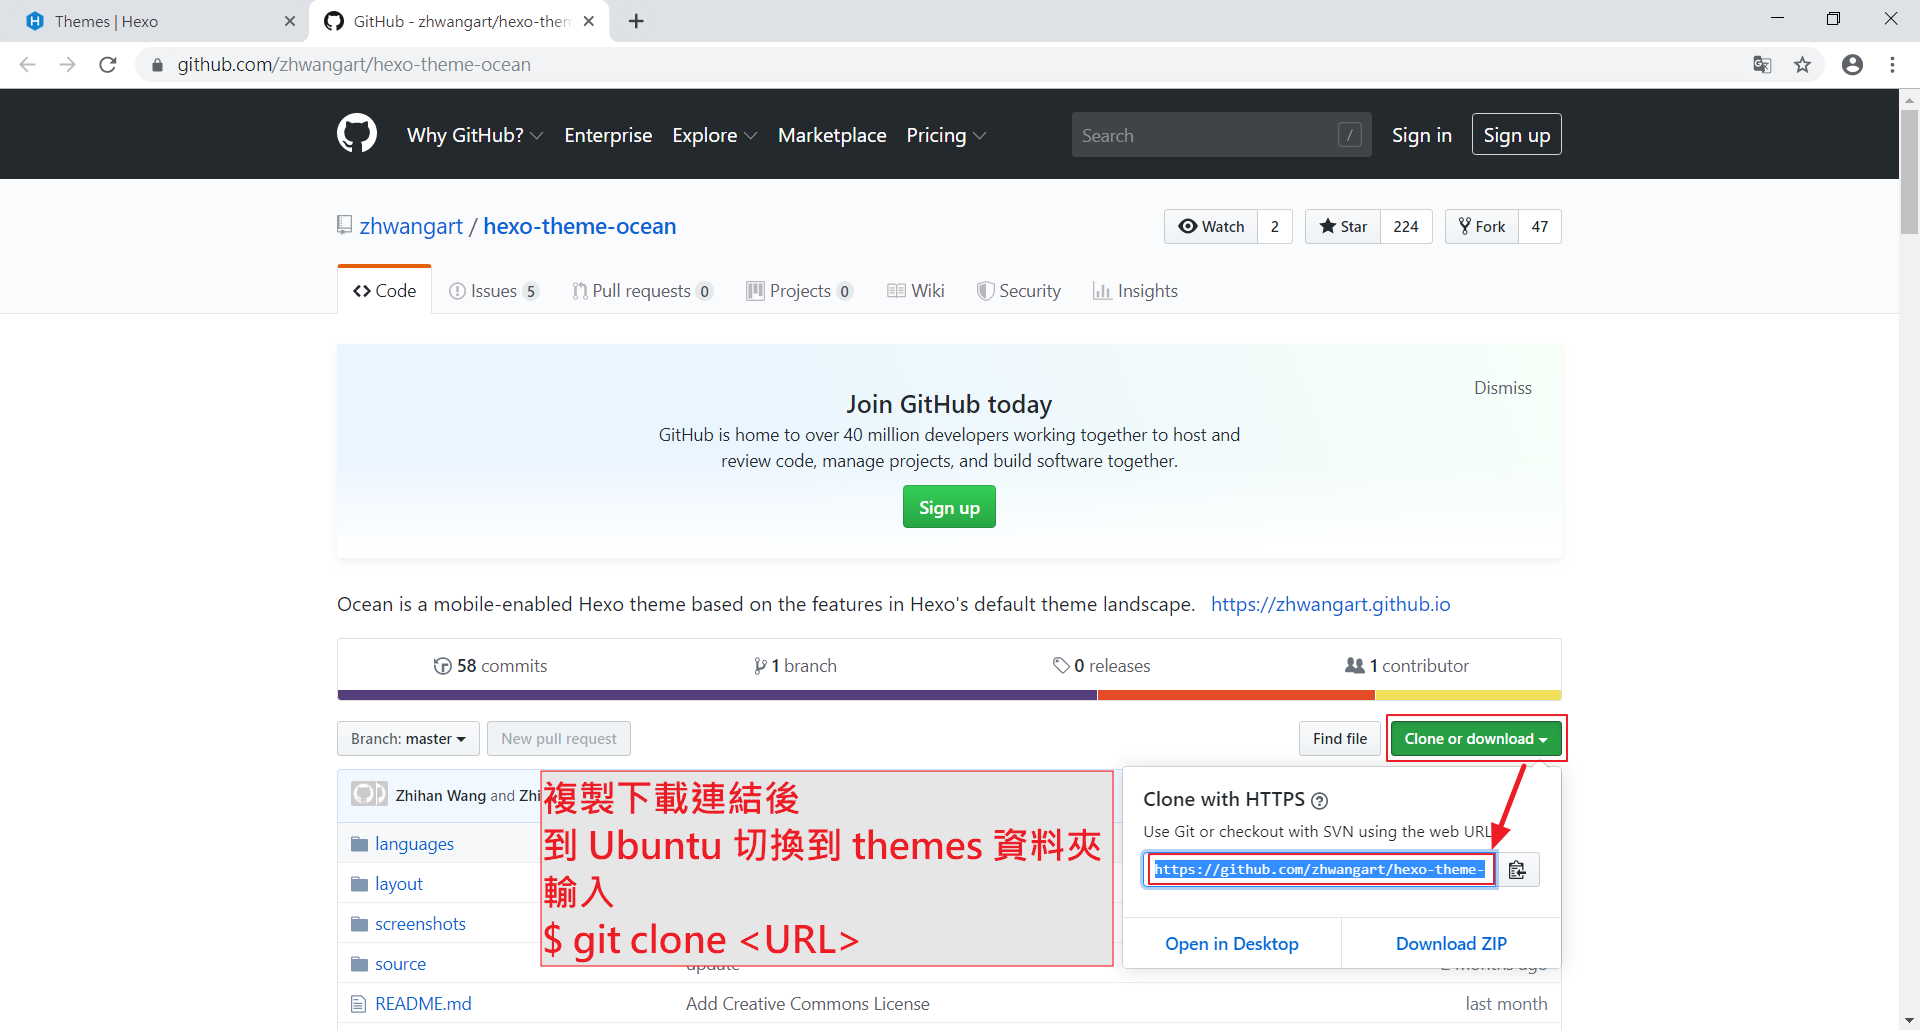 Themes | Hexo
GitHub - zhwangart/hexo-them
github.com/zhwangart/hexo-theme-ocean
Why GitHub?
Enterprise
Explore
Marketplace
Pricing
Search
/
Sign in
Sign up
zhwangart / hexo-theme-ocean
Watch 2
Star 224
Fork 47
Code
Issues 5
Pull requests 0
Projects 0
Wiki
Security
Insights
Dismiss
Join GitHub today
GitHub is home to over 40 million developers working together to host and
review code, manage projects, and build software together.
Sign up
Ocean is a mobile-enabled Hexo theme based on the features in Hexo's default theme landscape. https://zhwangart.github.io
58 commits
1 branch
0 releases
1 contributor
Branch: master
New pull request
Find file
Clone or download
Zhihan Wang and Zhi
複製下載連結後
到 Ubuntu 切換到 themes 資料夾
輸入
$ git clone <URL>
Clone with HTTPS
Use Git or checkout with SVN using the web URL
https://github.com/zhwangart/hexo-theme-
Open in Desktop
Download ZIP
languages
layout
screenshots
source
update
2 months ago
README.md
Add Creative Commons License
last month